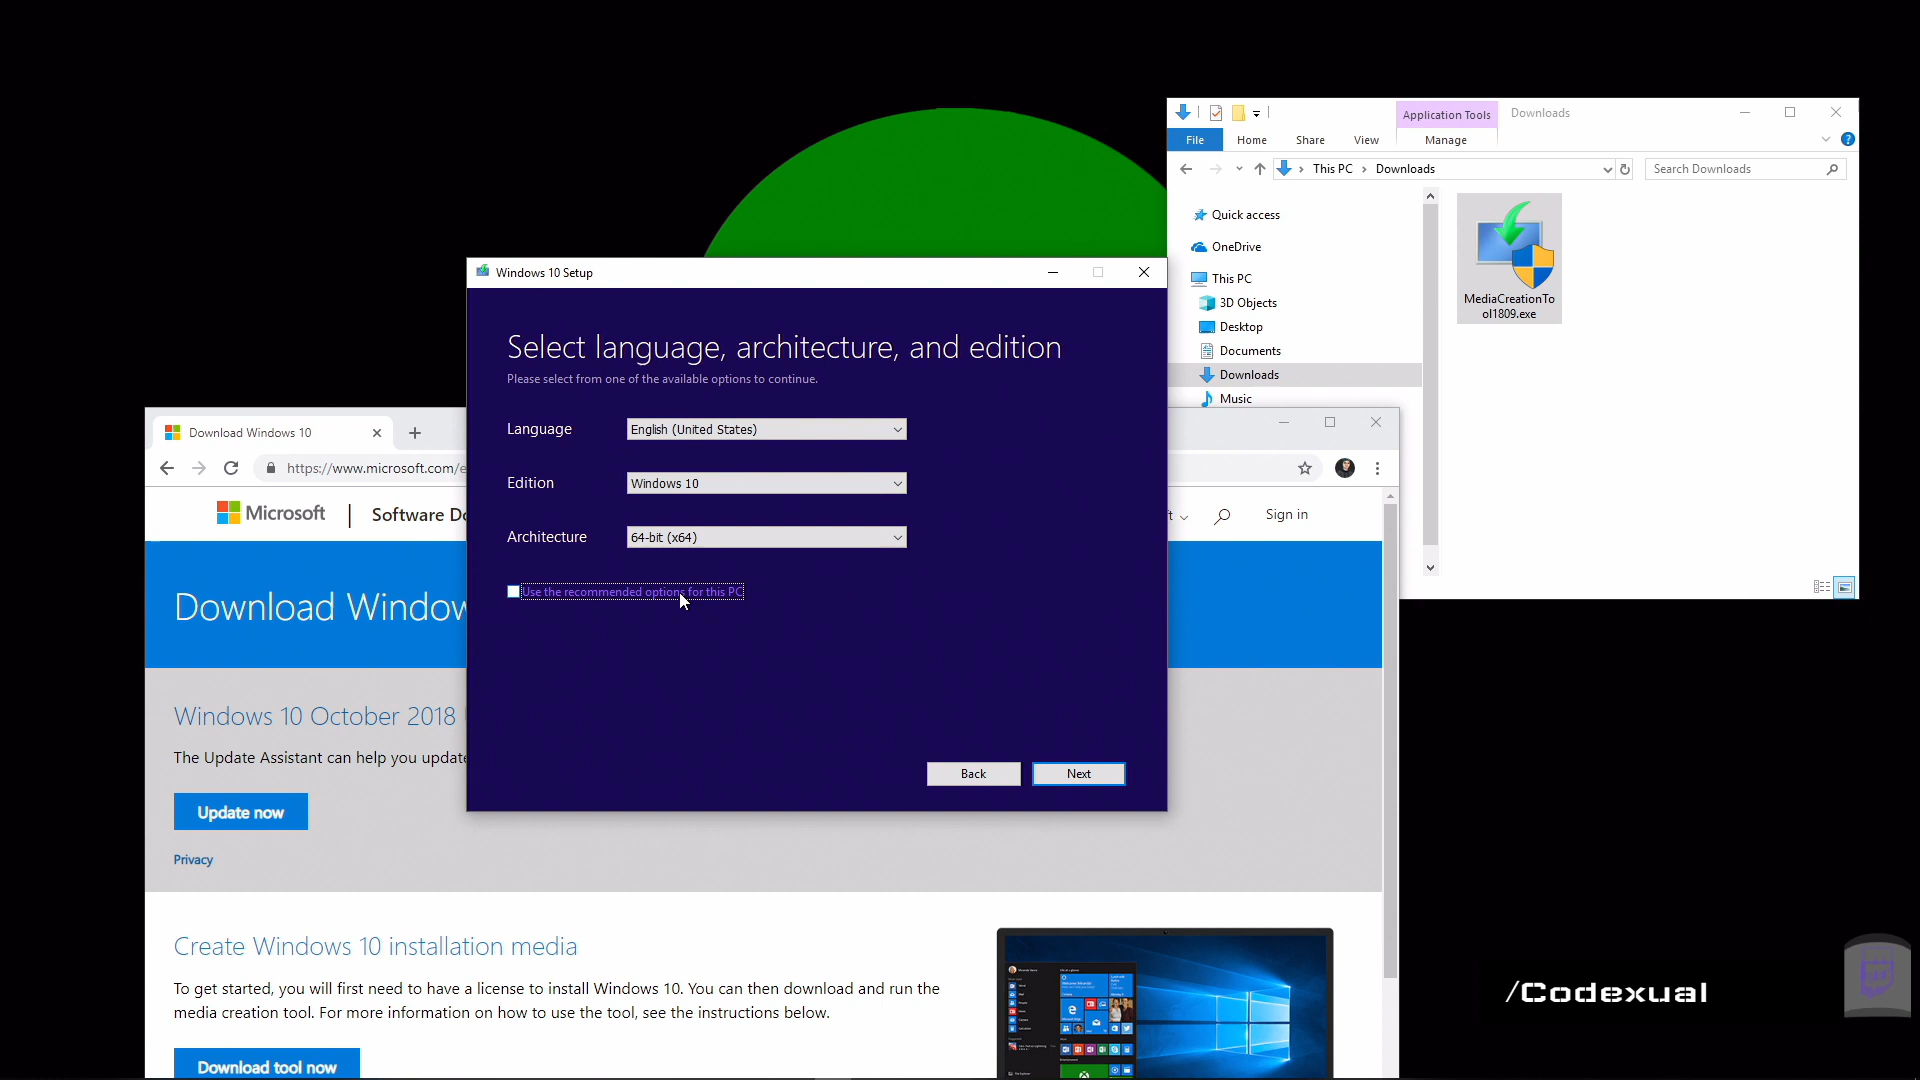 Application Tools
Downloads
File
Home
Share
View
Manage
This PC
Downloads
Search Downloads
Quick access
OneDrive
This PC
3D Objects
Desktop
Documents
Downloads
Music
MediaCreationTo
ol1809.exe
Windows 10 Setup
Select language, architecture, and edition
Please select from one of the available options to continue.
Language
English (United States)
Edition
Windows 10
Architecture
64-bit (x64)
Use the recommended options for this PC
Back
Next
Download Windows 10
https://www.microsoft.com/e
Microsoft
Software Do
ft
Sign in
Download Window
Windows 10 October 2018
The Update Assistant can help you update
Update now
Privacy
Create Windows 10 installation media
To get started, you will first need to have a license to install Windows 10. You can then download and run the
media creation tool. For more information on how to use the tool, see the instructions below.
Download tool now
/Codexual